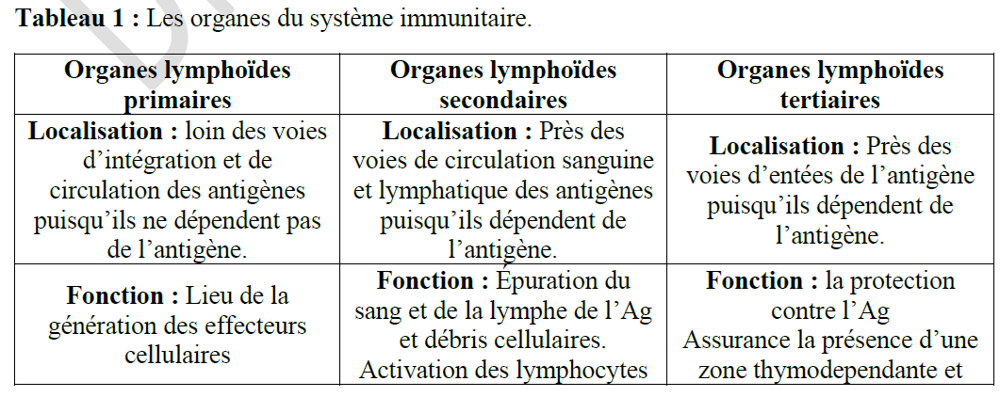 Tableau 1 : Les organes du système immunitaire.
Organes lymphoïdes
primaires
Organes lymphoïdes
secondaires
Organes lymphoïdes
tertiaires
Localisation : loin des voies
d’intégration et de
circulation des antigènes
puisqu’ils ne dépendent pas
de l’antigène.
Localisation : Près des
voies de circulation sanguine
et lymphatique des antigènes
puisqu’ils dépendent de
l’antigène.
Localisation : Près des
voies d’entées de l’antigène
puisqu’ils dépendent de
l’antigène.
Fonction : Lieu de la
génération des effecteurs
cellulaires
Fonction : Épuration du
sang et de la lymphe de l’Ag
et débris cellulaires.
Activation des lymphocytes
Fonction : la protection
contre l’Ag
Assurance la présence d’une
zone thymodependante et